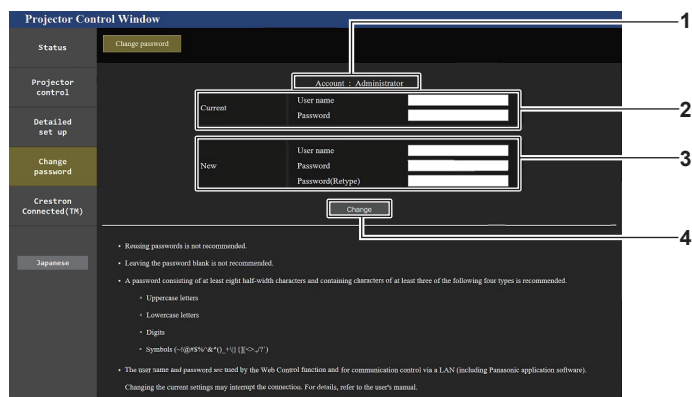 Projector Control Window
1
Status
Change password
Projector
control
Account : Administrator
Current
User name
Password
2
Detailed
set up
New
User name
Password
Password(Retype)
3
Change
password
Crestron
Connected(TM)
Change
4
Japanese
• Reusing passwords is not recommended.
• Leaving the password blank is not recommended.
• A password consisting of at least eight half-width characters and containing characters of at least three of the following four types is recommended.
• Uppercase letters
• Lowercase letters
• Digits
• Symbols
• The user name and password are used by the Web Control function and for communication control via a LAN (including Panasonic application software).
Changing the current settings may interrupt the connection. For details, refer to the user's manual.